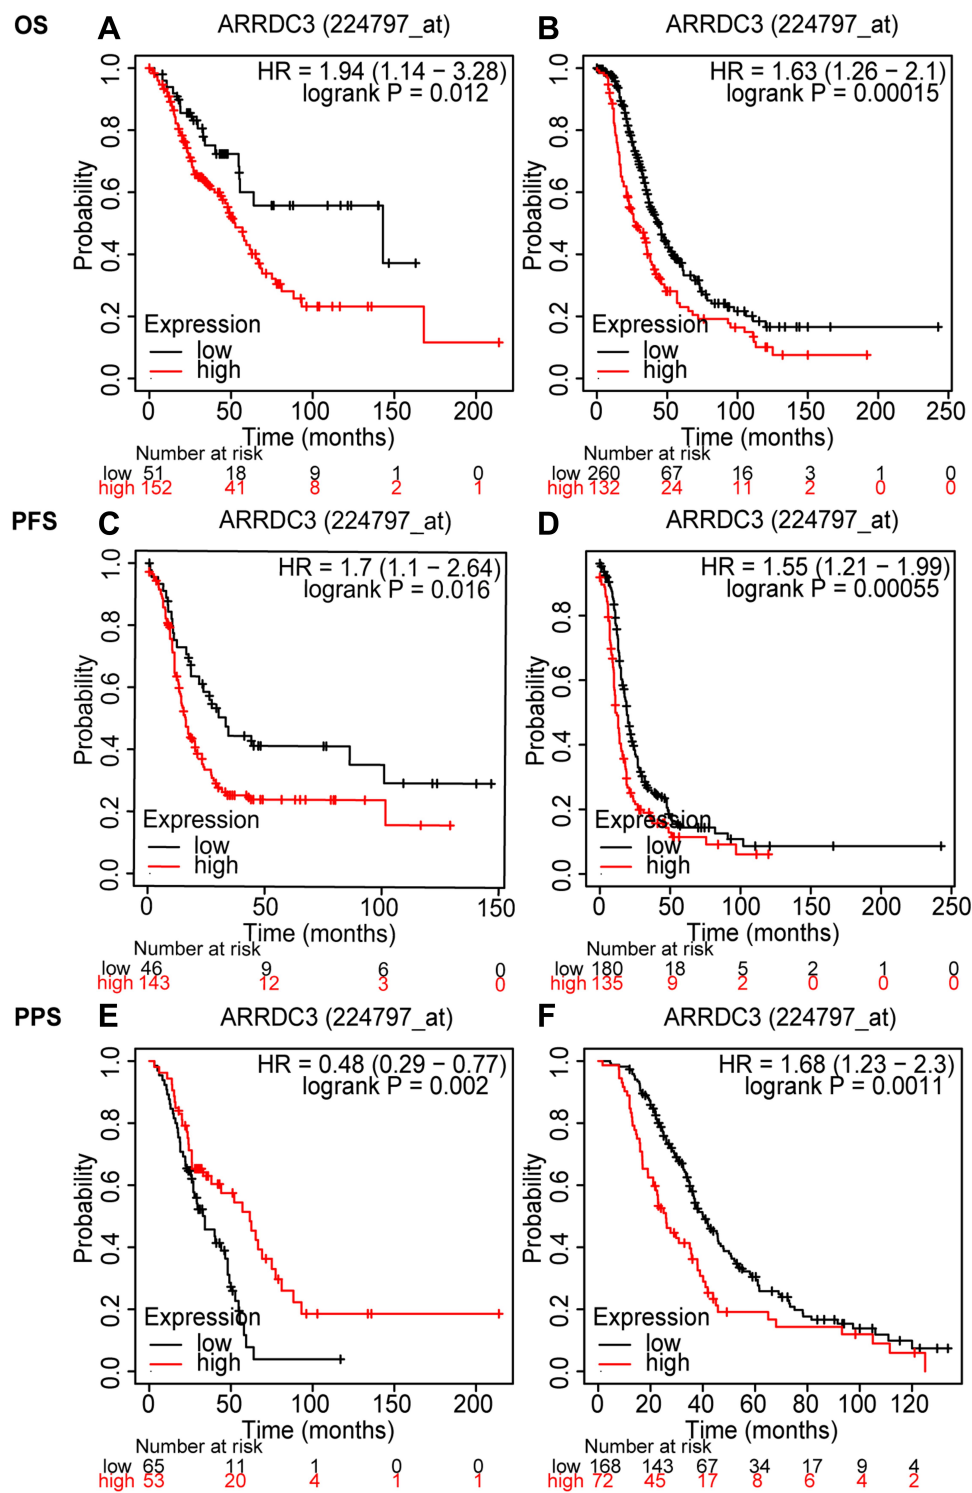 OS A ARRDC3 (224797_at)
HR = 1.94 (1.14 − 3.28)
logrank P = 0.012
Probability
1.0
0.8
0.6
0.4
0.2
0.0
Expression
low
high
0 50 100 150 200
Time (months)
Number at risk
low 51 18 9 1 0
high 152 41 8 2 1
B ARRDC3 (224797_at)
HR = 1.63 (1.26 − 2.1)
logrank P = 0.00015
Probability
1.0
0.8
0.6
0.4
0.2
0.0
Expression
low
high
0 50 100 150 200 250
Time (months)
Number at risk
low 260 67 16 3 1 0
high 132 24 11 2 0 0
PFS C ARRDC3 (224797_at)
HR = 1.7 (1.1 − 2.64)
logrank P = 0.016
Probability
1.0
0.8
0.6
0.4
0.2
0.0
Expression
low
high
0 50 100 150
Time (months)
Number at risk
low 46 9 6 0
high 143 12 3 0
D ARRDC3 (224797_at)
HR = 1.55 (1.21 − 1.99)
logrank P = 0.00055
Probability
0.8
0.6
0.4
0.2
0.0
Expression
low
high
0 50 100 150 200 250
Time (months)
Number at risk
low 180 18 5 2 1 0
high 135 9 2 0 0 0
PPS E ARRDC3 (224797_at)
HR = 0.48 (0.29 − 0.77)
logrank P = 0.002
Probability
1.0
0.8
0.6
0.4
0.2
0.0
Expression
low
high
0 50 100 150 200
Time (months)
Number at risk
low 65 11 1 0 0
high 53 20 4 1 1
F ARRDC3 (224797_at)
HR = 1.68 (1.23 − 2.3)
logrank P = 0.0011
Probability
1.0
0.8
0.6
0.4
0.2
0.0
Expression
low
high
0 20 40 60 80 100 120
Time (months)
Number at risk
low 168 143 67 34 17 9 4
high 72 45 17 8 6 4 2